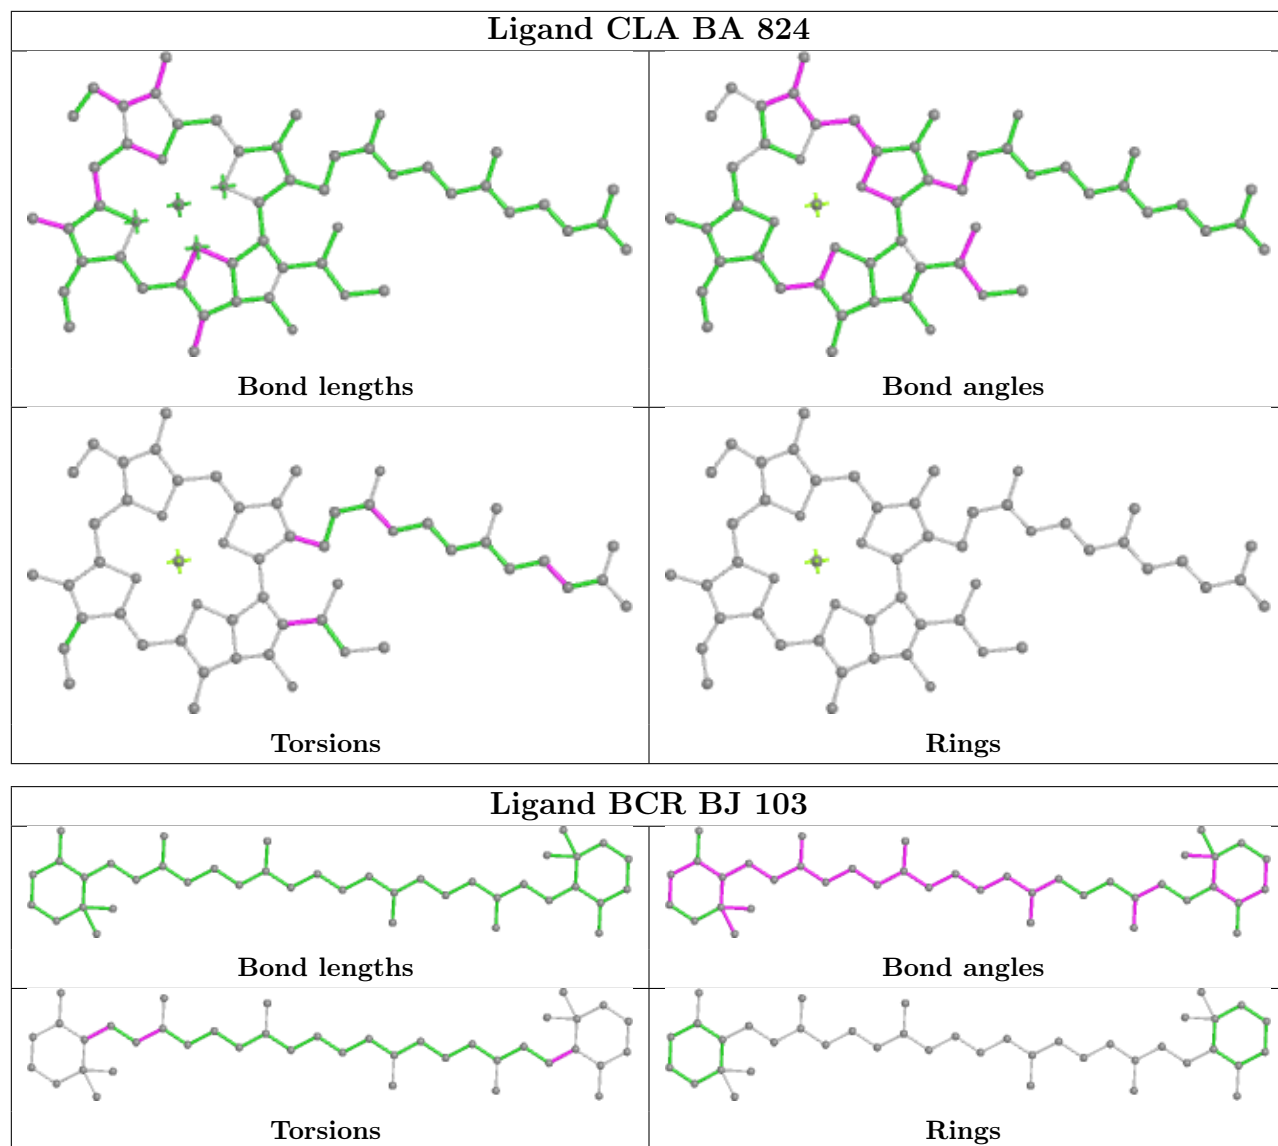 Ligand CLA BA 824
Bond lengths
Bond angles
Torsions
Rings
Ligand BCR BJ 103
Bond lengths
Bond angles
Torsions
Rings